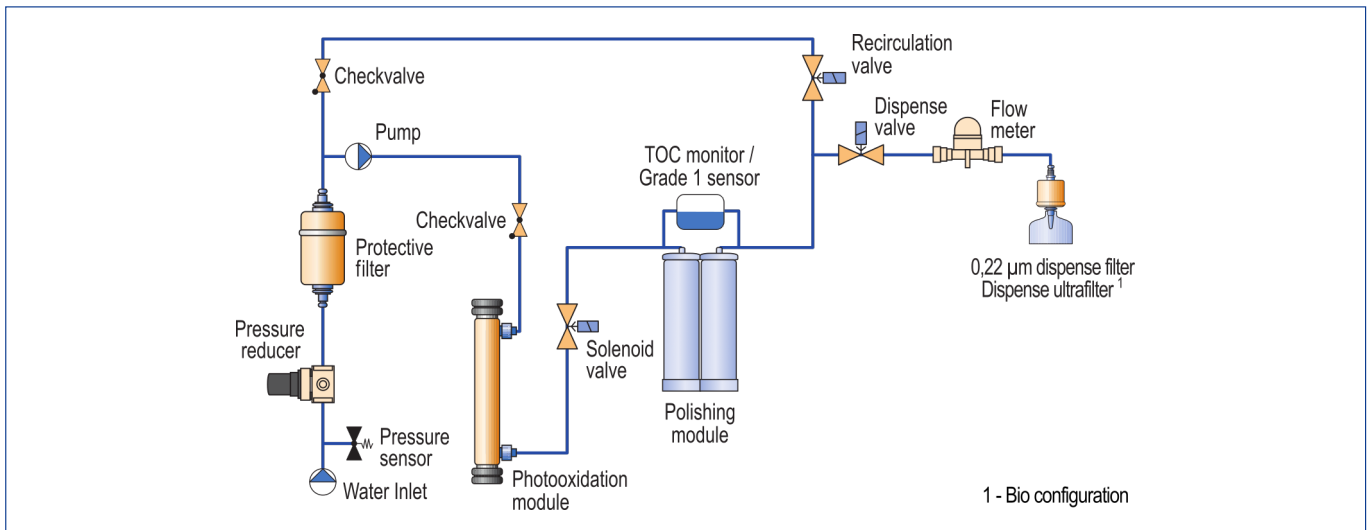 Recirculation
valve
Checkvalve
Dispense
valve
Flow
meter
Pump
TOC monitor /
Grade 1 sensor
Checkvalve
Protective
filter
0,22 µm dispense filter
Dispense ultrafilter 1
Pressure
reducer
Solenoid
valve
Polishing
module
Pressure
sensor
Water Inlet
Photooxidation
module
1 - Bio configuration